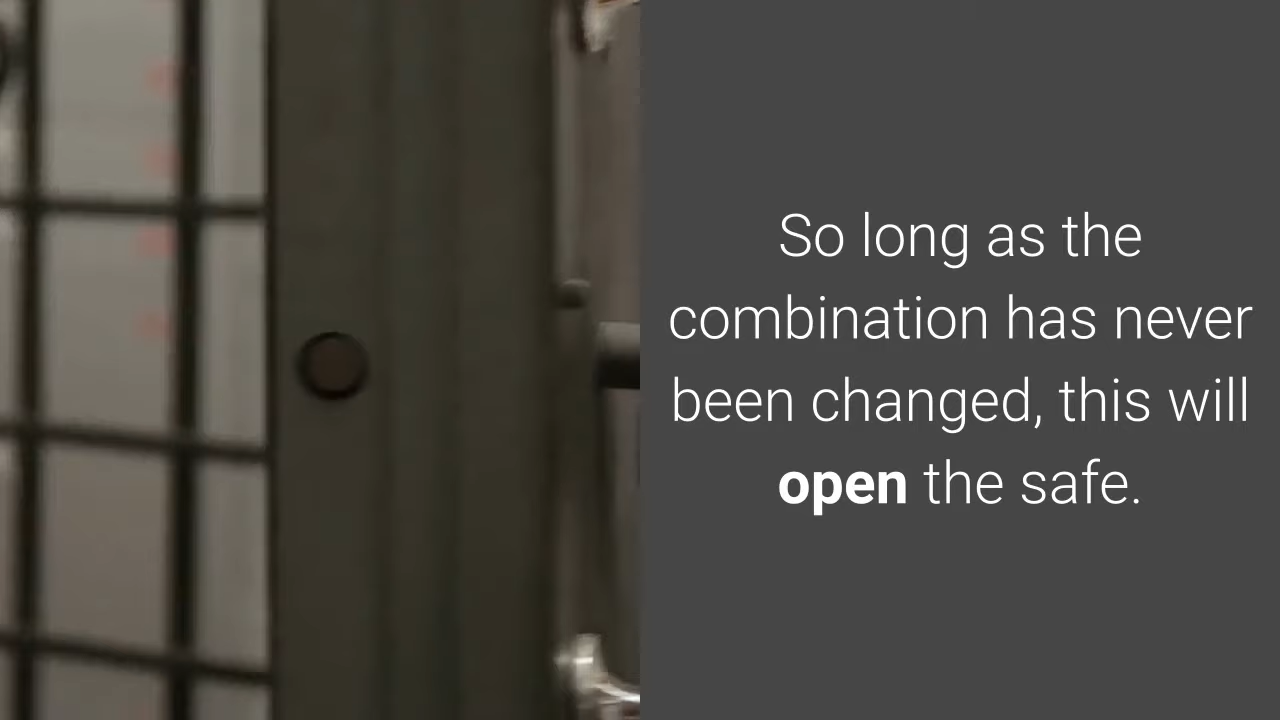 So long as the
combination has never
been changed, this will
open the safe.